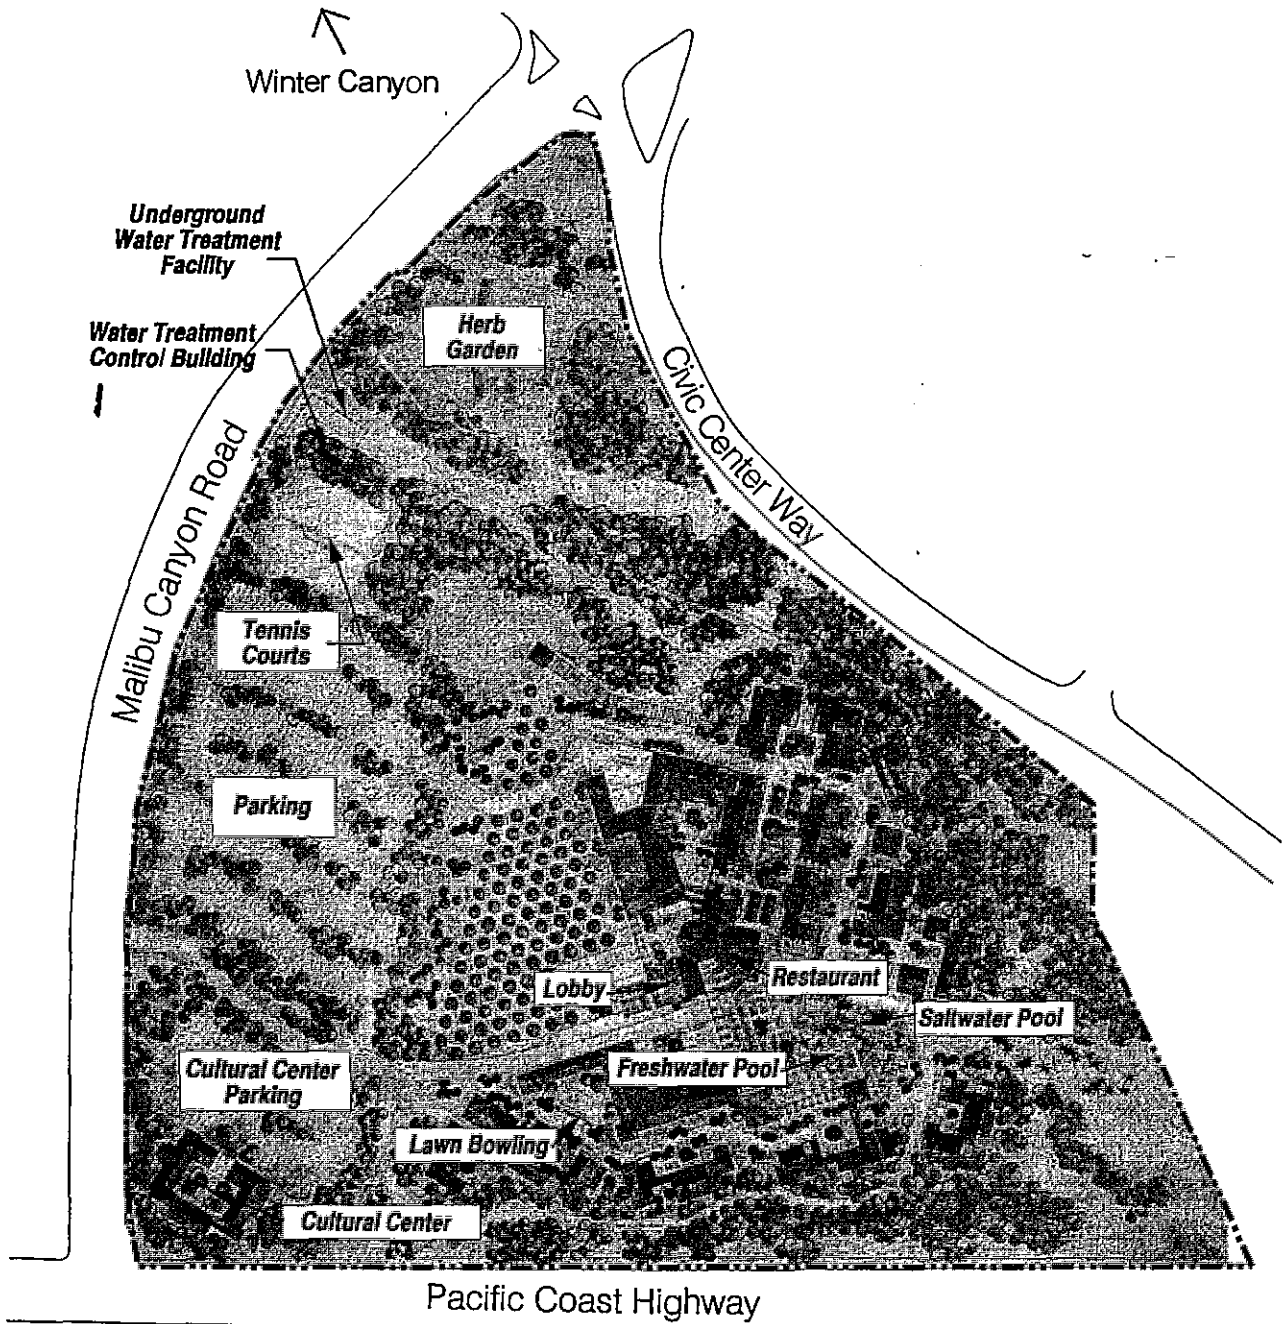 Winter Canyon
Underground
Water Treatment
Facility
Water Treatment
Control Building
Herb
Garden
Civic Center Way
Malibu Canyon Road
Tennis
Courts
Parking
Lobby
Restaurant
Saltwater Pool
Freshwater Pool
Cultural Center
Parking
Lawn Bowling
Cultural Center
Pacific Coast Highway